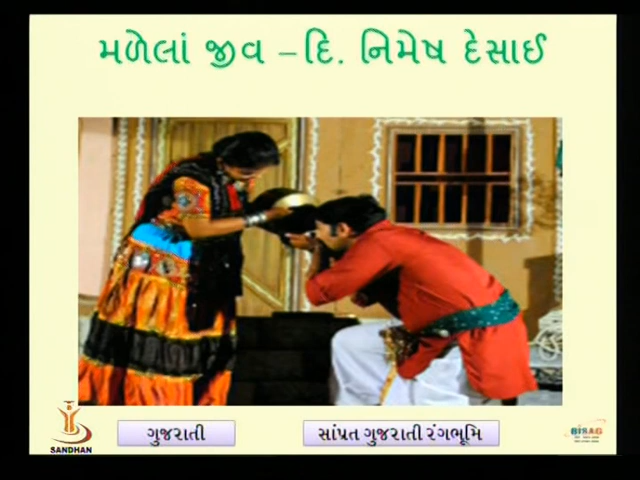 મળેલાં જીવ – દિ. નિમેષ દેસાઈ
ગુજરાતી
સાંપ્રત ગુજરાતી રંગભૂમિ
SANDHAN
BISAG